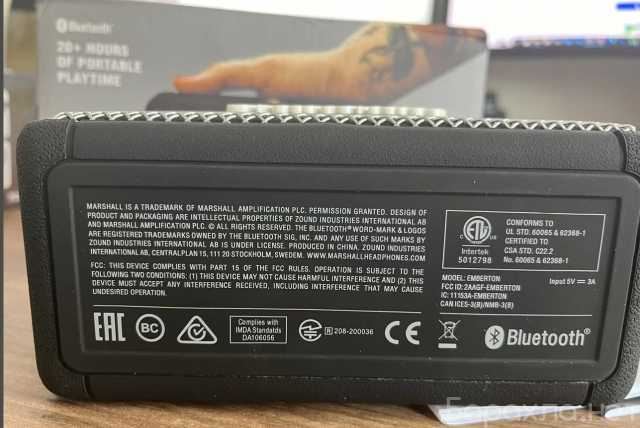 Bluetooth®
20+ HOURS
OF PORTABLE
PLAYTIME
MARSHALL IS A TRADEMARK OF MARSHALL AMPLIFICATION PLC. PERMISSION GRANTED. DESIGN OF
PRODUCT AND PACKAGING ARE INTELLECTUAL PROPERTIES OF ZOUND INDUSTRIES INTERNATIONAL AB
AND MARSHALL AMPLIFICATION PLC. © ALL RIGHTS RESERVED. THE BLUETOOTH® WORD-MARK & LOGOS
ARE REGISTERED TRADEMARKS OWNED BY THE BLUETOOTH SIG, INC. AND ANY USE OF SUCH MARKS BY
ZOUND INDUSTRIES INTERNATIONAL AB IS UNDER LICENSE. PRODUCED IN CHINA. ZOUND INDUSTRIES
INTERNATIONAL AB, CENTRALPLAN 15, 111 20 STOCKHOLM, SWEDEN. WWW.MARSHALLHEADPHONES.COM
FCC: THIS DEVICE COMPLIES WITH PART 15 OF THE FCC RULES. OPERATION IS SUBJECT TO THE
FOLLOWING TWO CONDITIONS: (1) THIS DEVICE MAY NOT CAUSE HARMFUL INTERFERENCE AND (2) THIS
DEVICE MUST ACCEPT ANY INTERFERENCE RECEIVED, INCLUDING INTERFERENCE THAT MAY CAUSE
UNDESIRED OPERATION.
ETL
Intertek
5012798
CONFORMS TO
UL STD. 60065 & 62368-1
CERTIFIED TO
CSA STD. C22.2
No. 60065 & 62368-1
MODEL: EMBERTON
Input 5V ⎓ 3A
FCC ID: 2AAGF-EMBERTON
IC: 11153A-EMBERTON
CAN ICES-3(B)/NMB-3(B)
EAC
BC
Complies with
IMDA Standards
DA106056
R 208-200036
CE
Bluetooth®
Барахла.нет